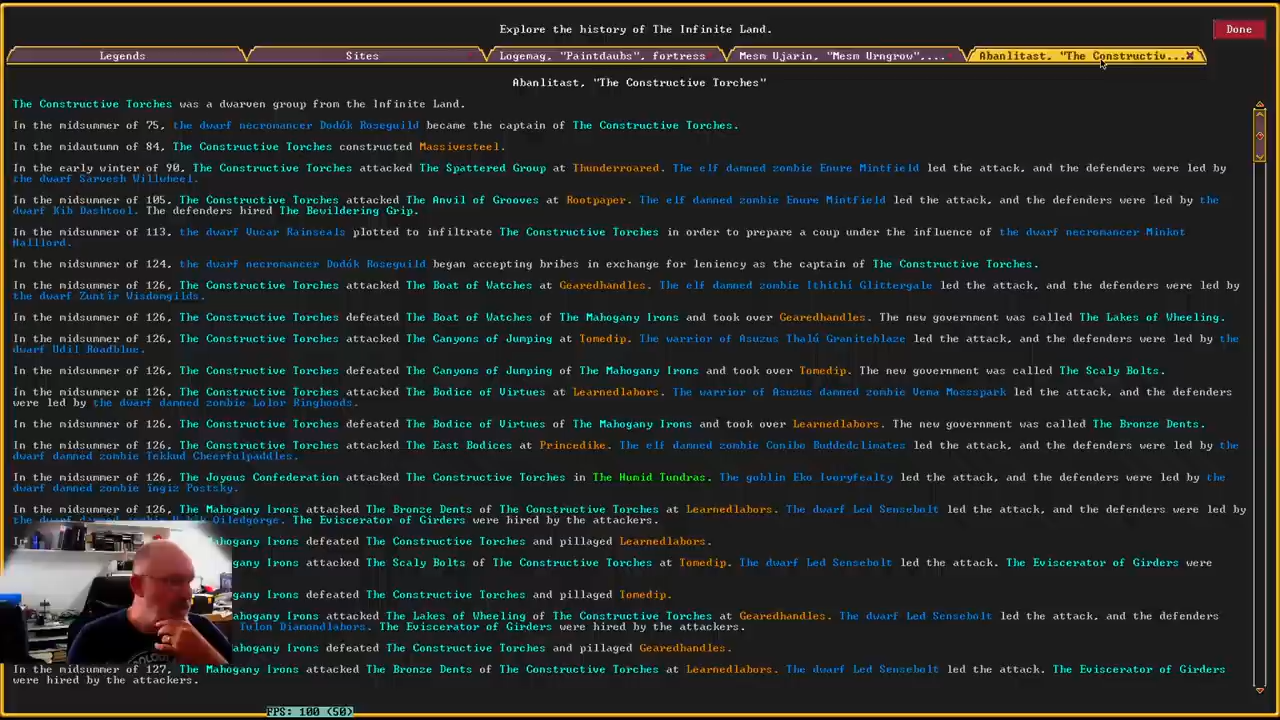 Explore the history of The Infinite Land.
Done
Legends
Sites
Logemag, "Paintdaubs", fortress
Mesm Ujarin, "Mesm Urngrow",....
Abanlitast, "The Constructiv...
Abanlitast, "The Constructive Torches"
The Constructive Torches was a dwarven group from the Infinite Land.
In the midsummer of 75, the dwarf necromancer Dodók Roseguild became the captain of The Constructive Torches.
In the midautumn of 84, The Constructive Torches constructed Massivesteel.
In the early winter of 90, The Constructive Torches attacked The Spattered Group at Thunderroared. The elf damned zombie Enure Mintfield led the attack, and the defenders were led by
the dwarf Sarvesh Willwheel.
In the midsummer of 105, The Constructive Torches attacked The Anvil of Grooves at Rootpaper. The elf damned zombie Enure Mintfield led the attack, and the defenders were led by the
dwarf Kib Dashtool. The defenders hired The Bewildering Grip.
In the midsummer of 113, the dwarf Vucar Rainseals plotted to infiltrate The Constructive Torches in order to prepare a coup under the influence of the dwarf necromancer Minkot
Haillord.
In the midsummer of 124, the dwarf necromancer Dodók Roseguild began accepting bribes in exchange for leniency as the captain of The Constructive Torches.
In the midsummer of 126, The Constructive Torches attacked The Boat of Watches at Gearedhandles. The elf damned zombie Ithithi Glittergale led the attack, and the defenders were led by
the dwarf Zuntîr Wisdomgilds.
In the midsummer of 126, The Constructive Torches defeated The Boat of Watches of The Mahogany Irons and took over Gearedhandles. The new government was called The Lakes of Wheeling.
In the midsummer of 126, The Constructive Torches attacked The Canyons of Jumping at Tomedip. The warrior of Asuzus Thalú Graniteblaze led the attack, and the defenders were led by the
dwarf Udil Roadblue.
In the midsummer of 126, The Constructive Torches defeated The Canyons of Jumping of The Mahogany Irons and took over Tomedip. The new government was called The Scaly Bolts.
In the midsummer of 126, The Constructive Torches attacked The Bodice of Virtues at Learnedlabors. The warrior of Asuzus damned zombie Vema Mossspark led the attack, and the defenders
were led by the dwarf damned zombie Lolor Ringhoods.
In the midsummer of 126, The Constructive Torches defeated The Bodice of Virtues of The Mahogany Irons and took over Learnedlabors. The new government was called The Bronze Dents.
In the midsummer of 126, The Constructive Torches attacked The East Bodices at Princedike. The elf damned zombie Conibe Buddedclimates led the attack, and the defenders were led by the
dwarf damned zombie Tekkud Cheerfulpaddles.
In the midsummer of 126, The Joyous Confederation attacked The Constructive Torches in The Humid Tundras. The goblin Eko Ivoryfealty led the attack, and the defenders were led by the
dwarf damned zombie Ingiz Postsky.
In the midsummer of 126, The Mahogany Irons attacked The Bronze Dents of The Constructive Torches at Learnedlabors. The dwarf Led Sensebolt led the attack, and the defenders were led by
the dwarf damned zombie Oiledgorge. The Eviscerator of Girders were hired by the attackers.
In Mahogany Irons defeated The Constructive Torches and pillaged Learnedlabors.
hogany Irons attacked The Scaly Bolts of The Constructive Torches at Tomedip. The dwarf Led Sensebolt led the attack. The Eviscerator of Girders were
hogany Irons defeated The Constructive Torches and pillaged Tomedip.
hogany Irons attacked The Lakes of Wheeling of The Constructive Torches at Gearedhandles. The dwarf Led Sensebolt led the attack, and the defenders
Tulon Diamondlabors. The Eviscerator of Girders were hired by the attackers.
hogany Irons defeated The Constructive Torches and pillaged Gearedhandles.
In the midsummer of 127, The Mahogany Irons attacked The Bronze Dents of The Constructive Torches at Learnedlabors. The dwarf Led Sensebolt led the attack. The Eviscerator of Girders
were hired by the attackers.
FPS: 100 (50)